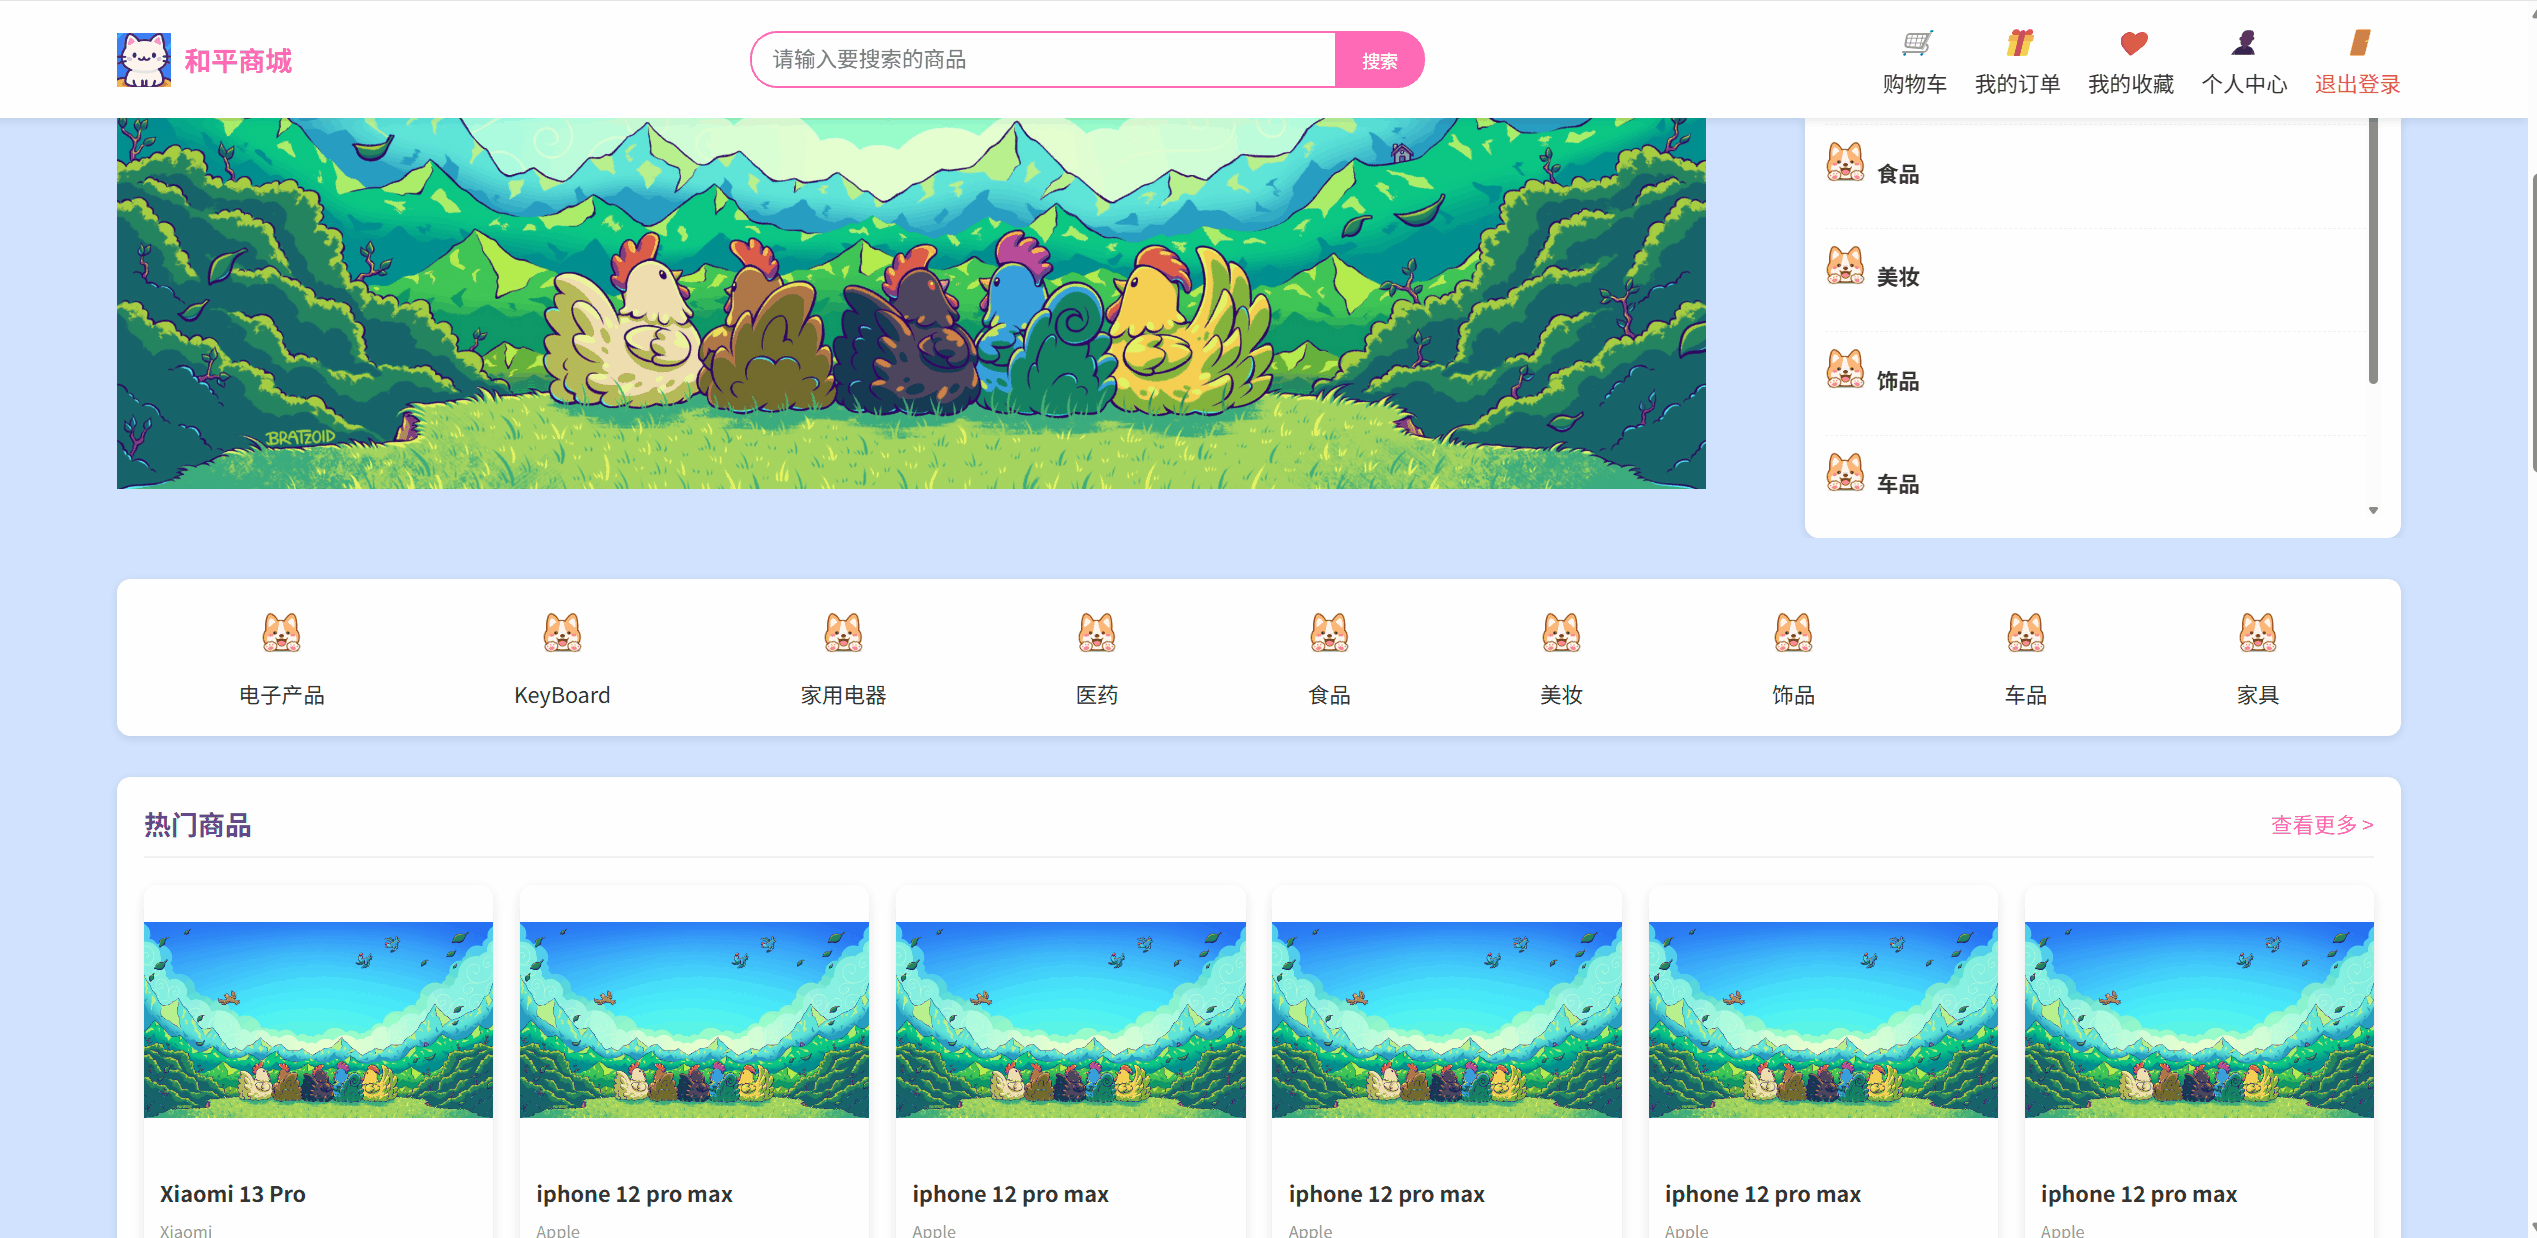 和平商城
请输入要搜索的商品
搜索
购物车
我的订单
我的收藏
个人中心
退出登录
BRATZOID
食品
美妆
饰品
车品
电子产品
KeyBoard
家用电器
医药
食品
美妆
饰品
车品
家具
热门商品
查看更多 >
Xiaomi 13 Pro
Xiaomi
iphone 12 pro max
Apple
iphone 12 pro max
Apple
iphone 12 pro max
Apple
iphone 12 pro max
Apple
iphone 12 pro max
Apple